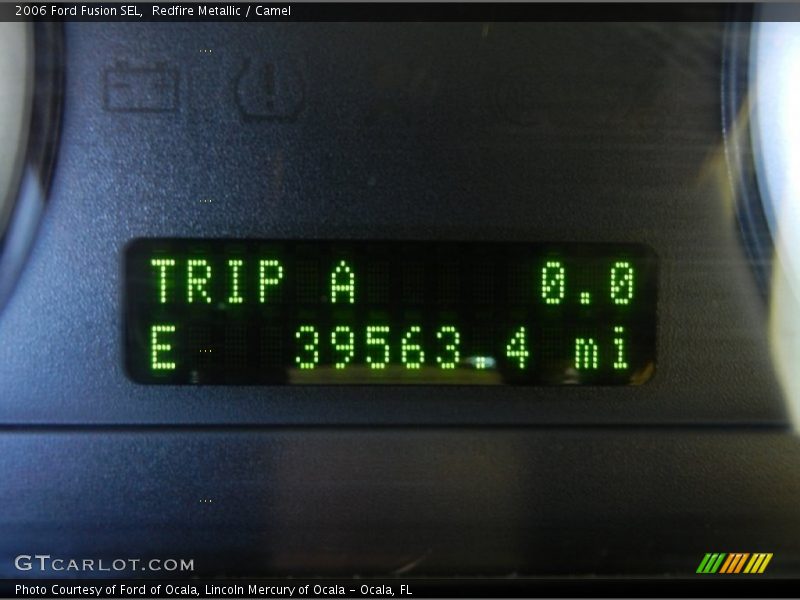 2006 Ford Fusion SEL, Redfire Metallic / Camel
TRIP A 0.0
E 39563.4 mi
GTCARLOT.COM
Photo Courtesy of Ford of Ocala, Lincoln Mercury of Ocala - Ocala, FL